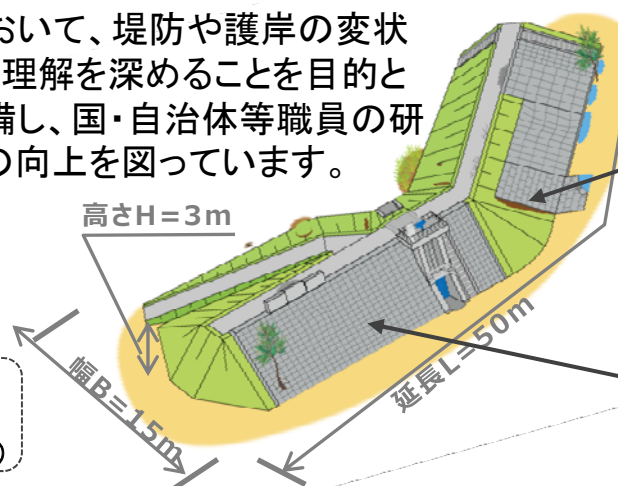 おいて、堤防や護岸の変状
理解を深めることを目的と
備し、国・自治体等職員の研
の向上を図っています。
高さH=3m
幅B=15m
延長L=50m
)